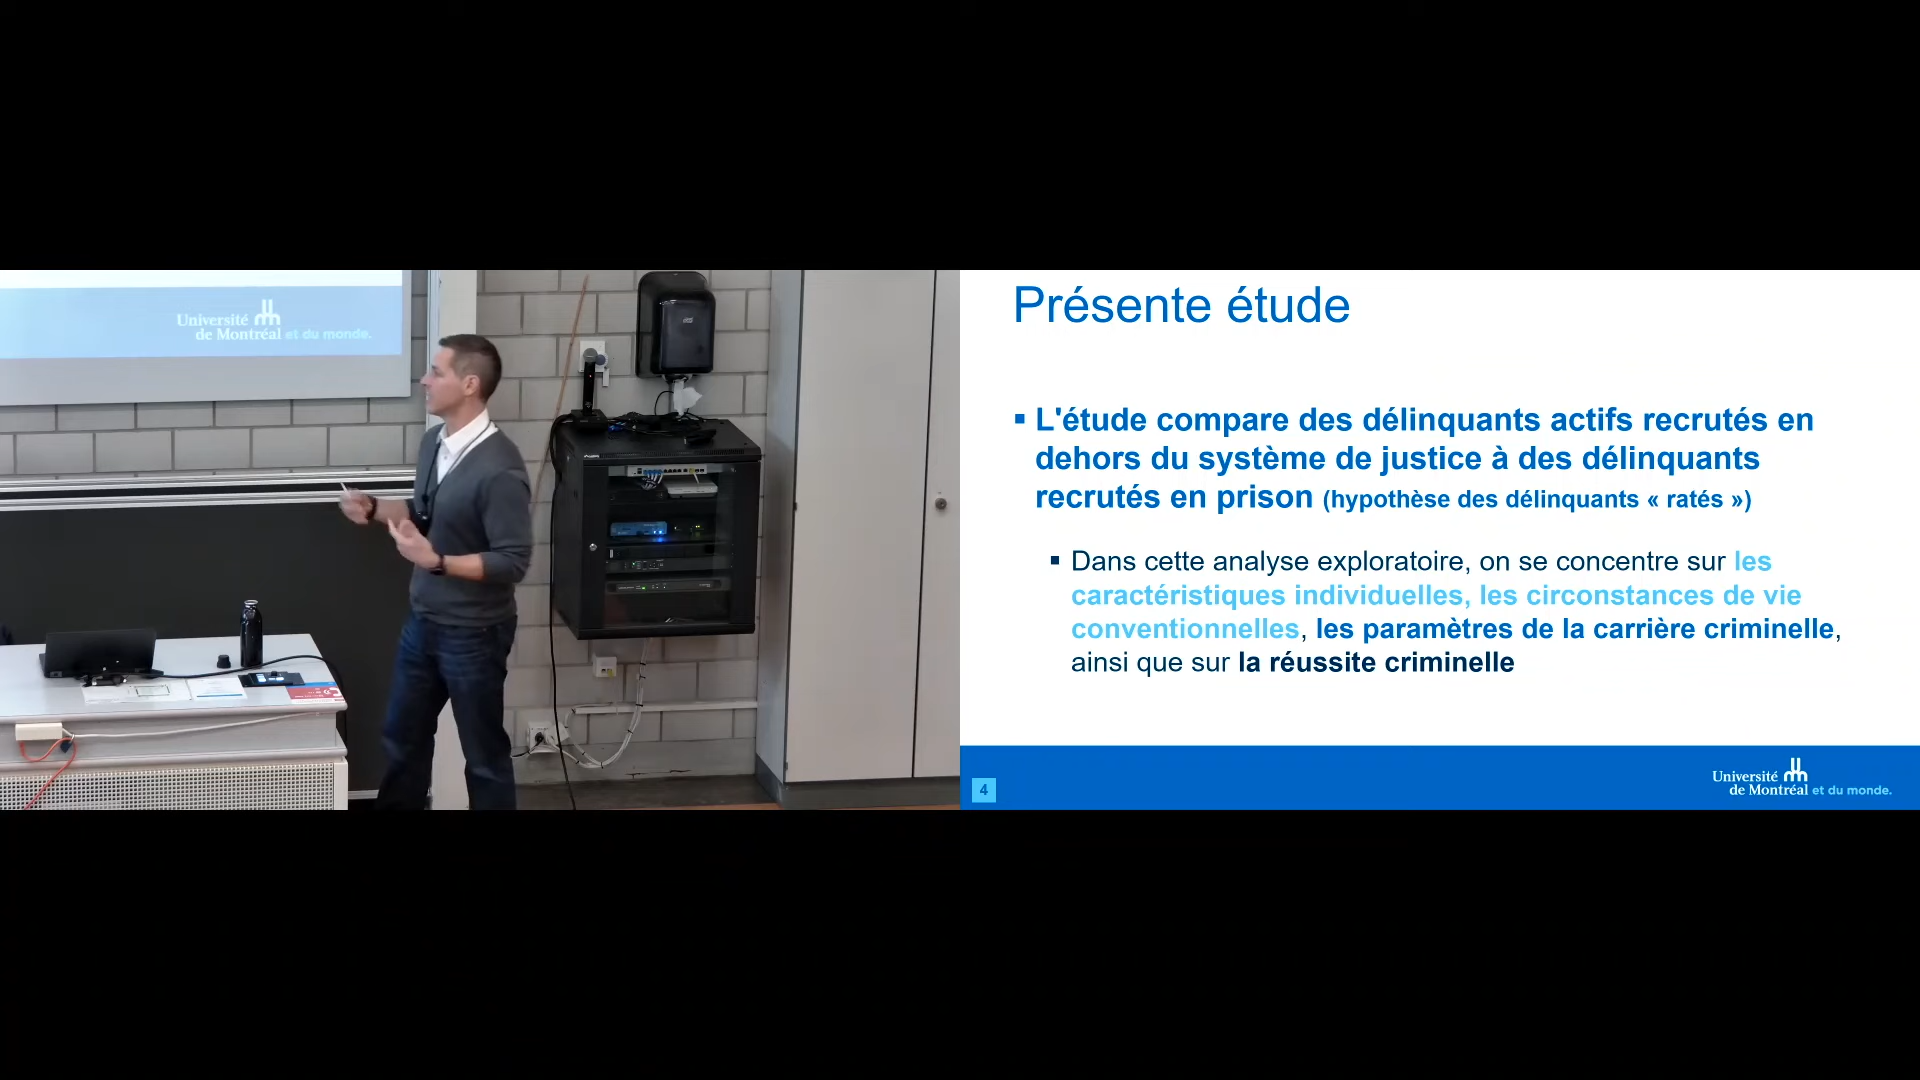 Université
de Montréal et du monde.
Présente étude
▪ L'étude compare des délinquants actifs recrutés en
dehors du système de justice à des délinquants
recrutés en prison (hypothèse des délinquants « ratés »)
▪ Dans cette analyse exploratoire, on se concentre sur les
caractéristiques individuelles, les circonstances de vie
conventionnelles, les paramètres de la carrière criminelle,
ainsi que sur la réussite criminelle
4
Université
de Montréal et du monde.